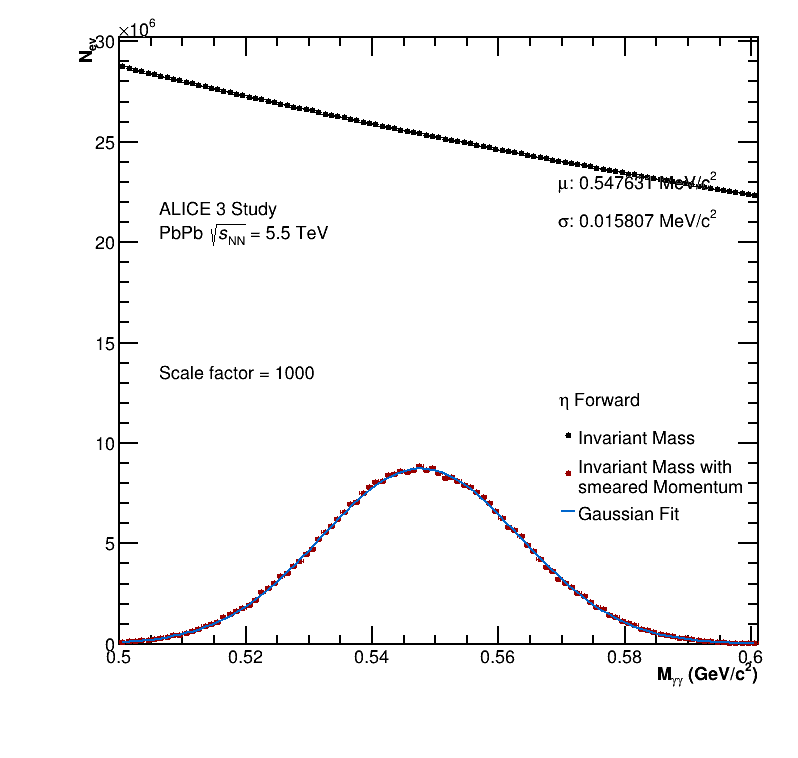 ×10⁶
N_ev
30
25
20
15
10
5
0
μ: 0.547631 MeV/c²
σ: 0.015807 MeV/c²
ALICE 3 Study
PbPb √s_NN = 5.5 TeV
Scale factor = 1000
η Forward
Invariant Mass
Invariant Mass with
smeared Momentum
Gaussian Fit
0.5 0.52 0.54 0.56 0.58 0.6
M_γγ (GeV/c²)